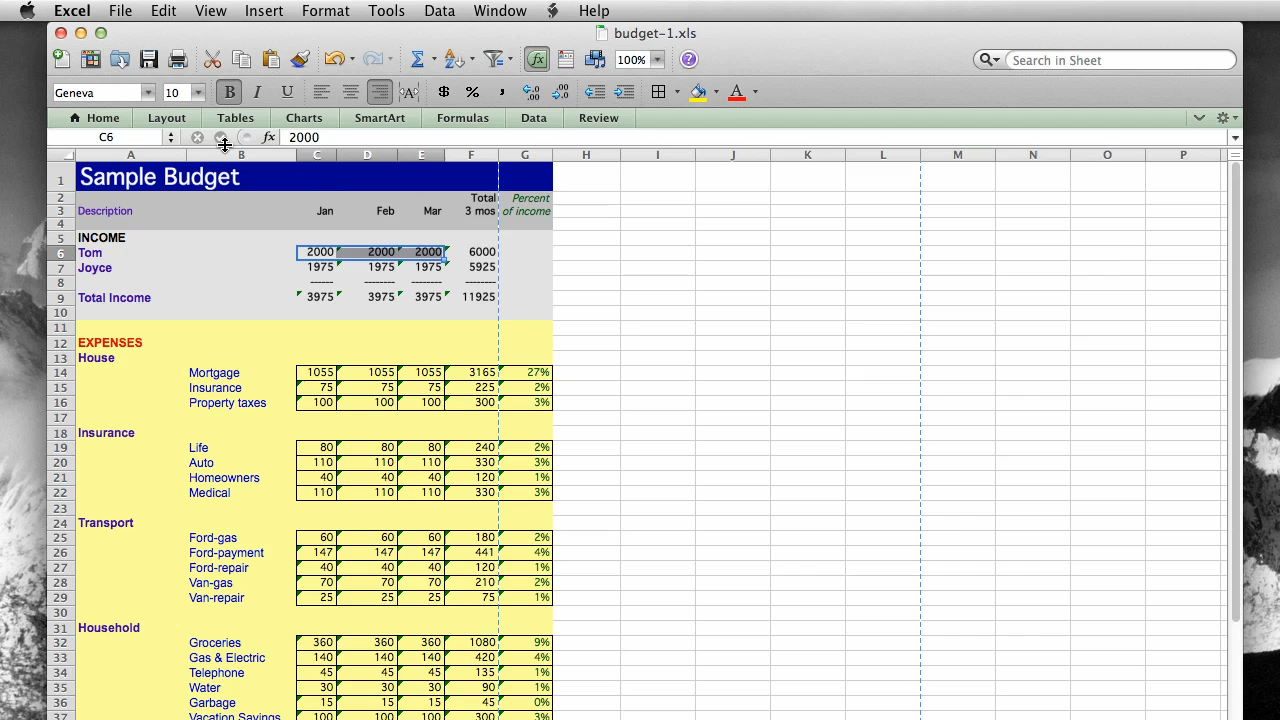 Excel File Edit View Insert Format Tools Data Window Help
budget-1.xls
100% Search in Sheet
Geneva 10 B I U A $ % , A
Home Layout Tables Charts SmartArt Formulas Data Review
C6 fx 2000
A B C D E F G H I J K L M N O P
1 Sample Budget
2 Total Percent
3 Description Jan Feb Mar 3 mos of income
4
5 INCOME
6 Tom 2000 2000 2000 6000
7 Joyce 1975 1975 1975 5925
8 ------ -------- -------- --------
9 Total Income 3975 3975 3975 11925
10
11
12 EXPENSES
13 House
14 Mortgage 1055 1055 1055 3165 27%
15 Insurance 75 75 75 225 2%
16 Property taxes 100 100 100 300 3%
17
18 Insurance
19 Life 80 80 80 240 2%
20 Auto 110 110 110 330 3%
21 Homeowners 40 40 40 120 1%
22 Medical 110 110 110 330 3%
23
24 Transport
25 Ford-gas 60 60 60 180 2%
26 Ford-payment 147 147 147 441 4%
27 Ford-repair 40 40 40 120 1%
28 Van-gas 70 70 70 210 2%
29 Van-repair 25 25 25 75 1%
30
31 Household
32 Groceries 360 360 360 1080 9%
33 Gas & Electric 140 140 140 420 4%
34 Telephone 45 45 45 135 1%
35 Water 30 30 30 90 1%
36 Garbage 15 15 15 45 0%
37 Vacation Savings 100 100 100 300 3%